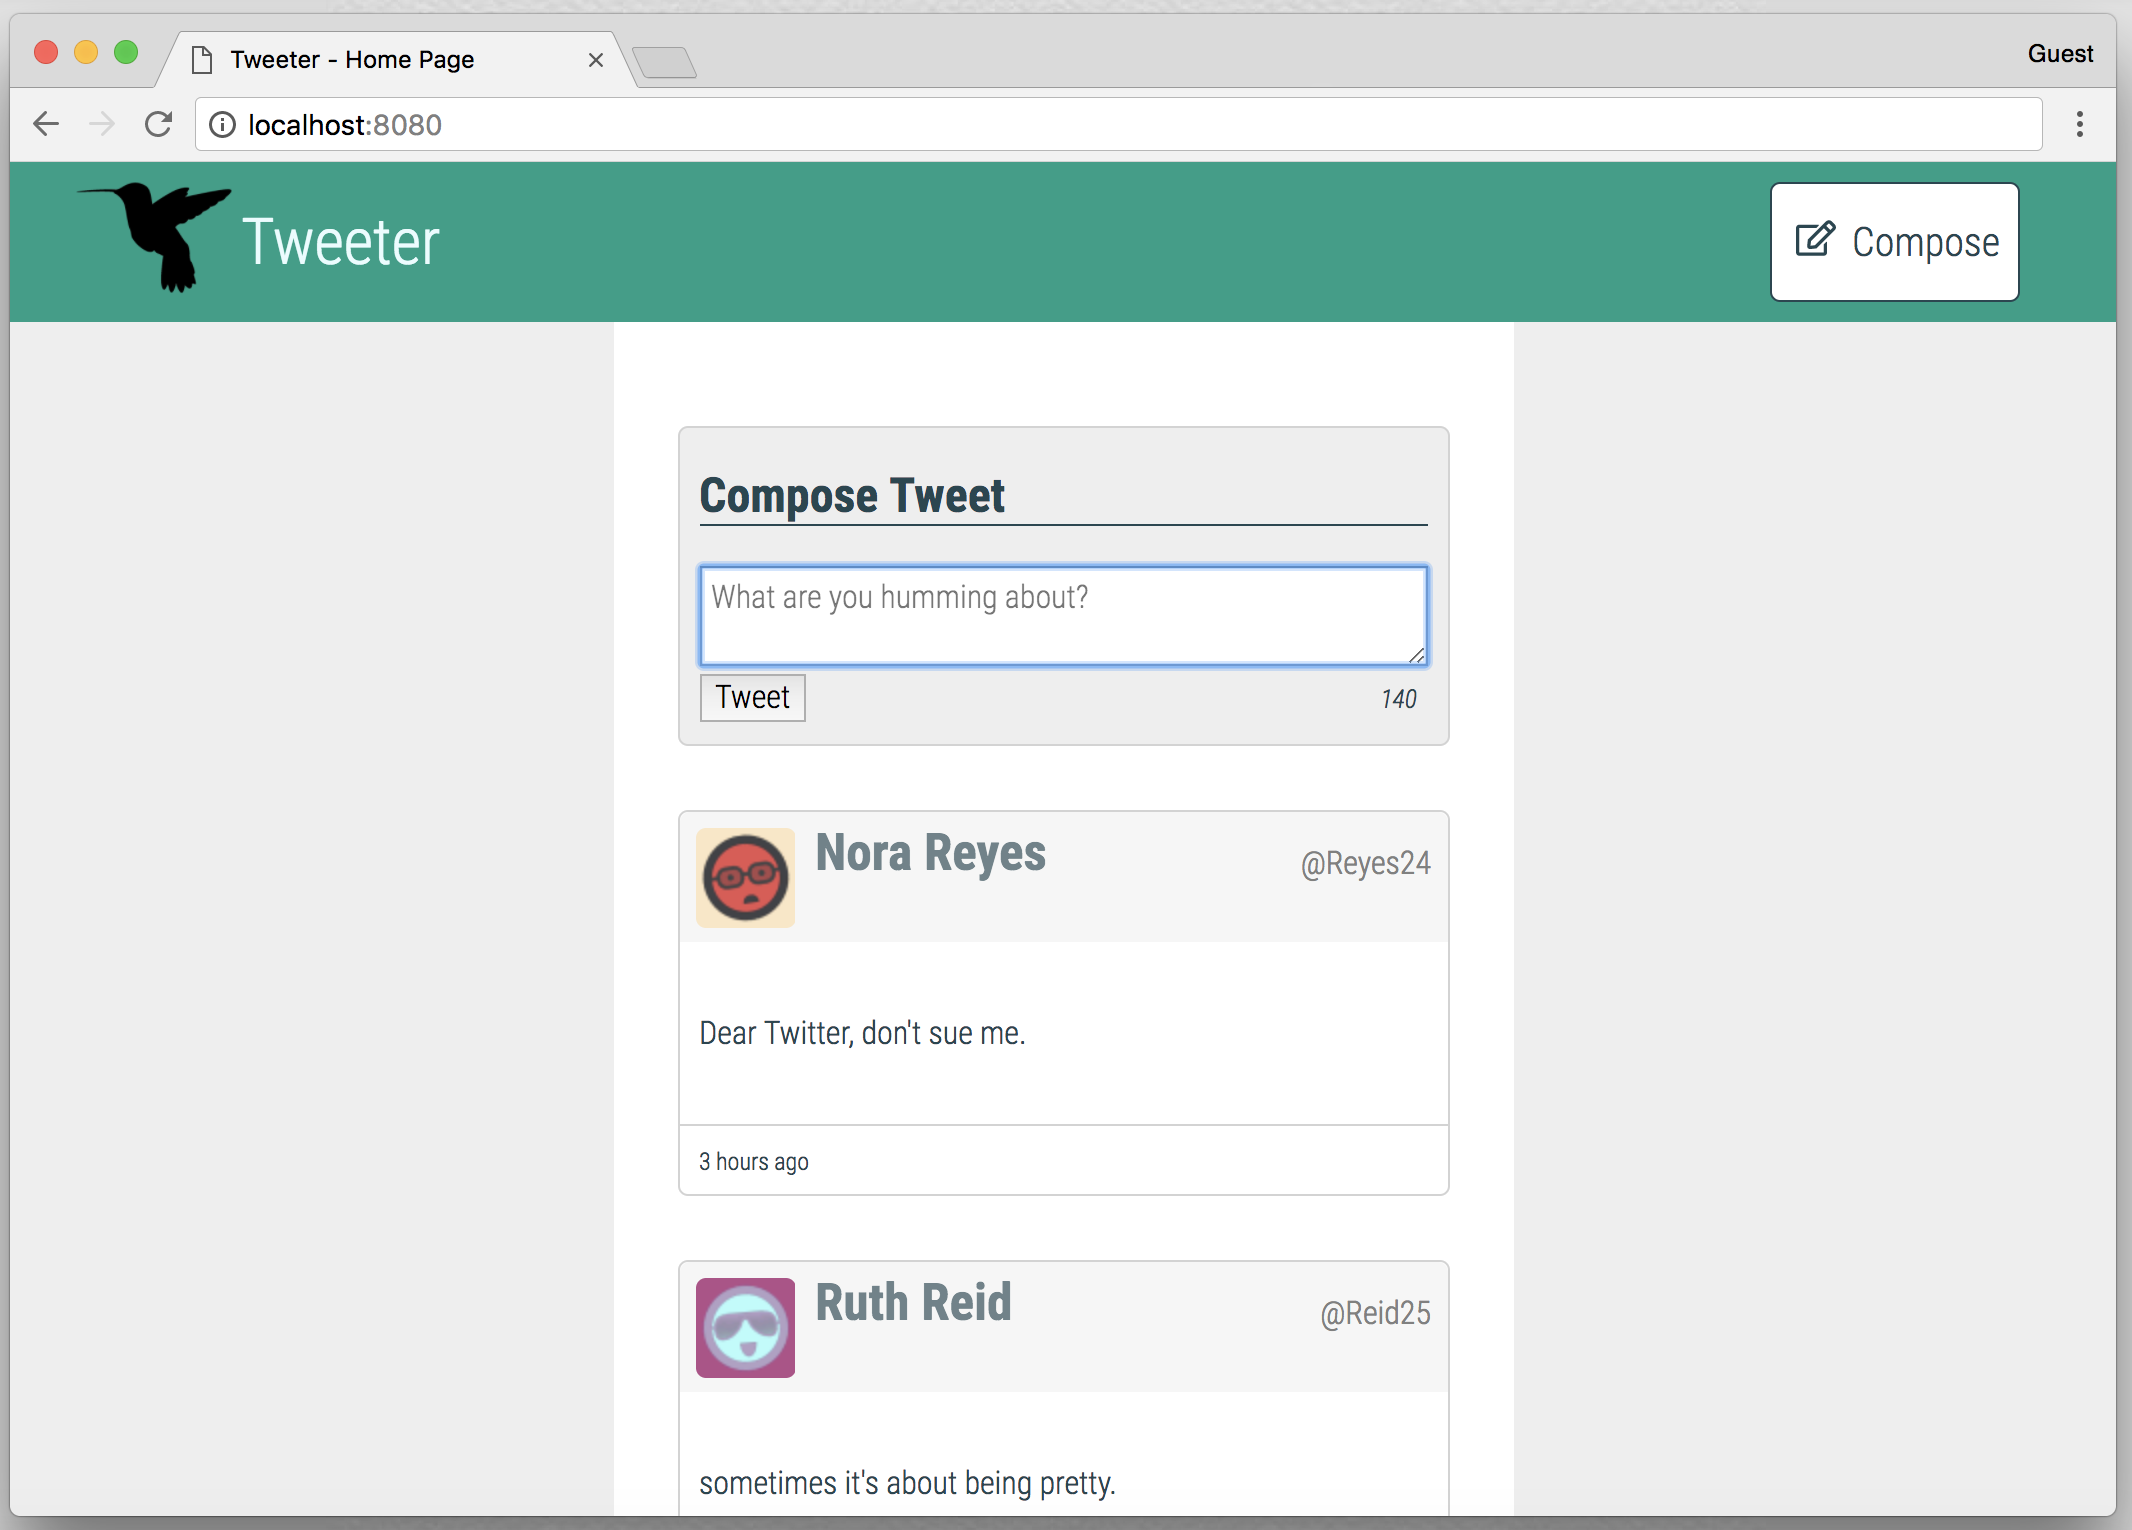 Tweeter - Home Page
Guest
localhost:8080
Tweeter
Compose
Compose Tweet
What are you humming about?
Tweet
140
Nora Reyes
@Reyes24
Dear Twitter, don't sue me.
3 hours ago
Ruth Reid
@Reid25
sometimes it's about being pretty.